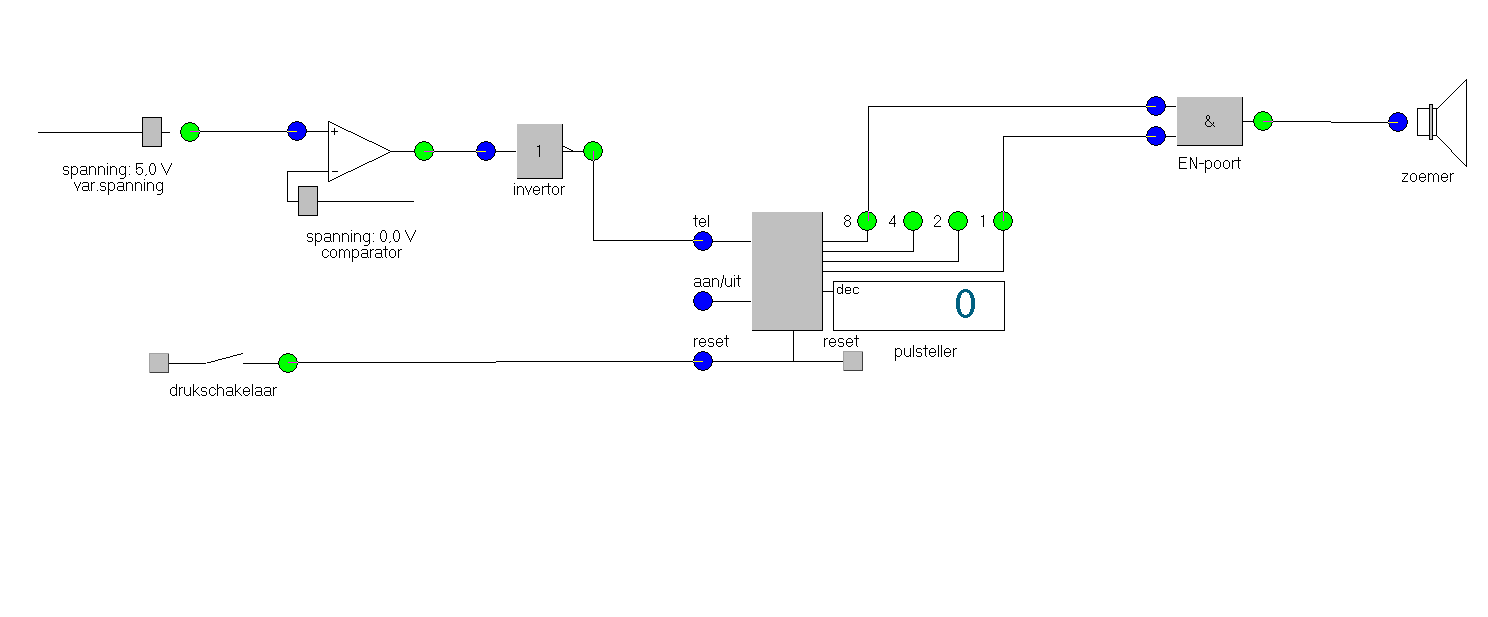 +
−
spanning: 5,0 V
var.spanning
1
invertor
spanning: 0,0 V
comparator
&
EN-poort
zoemer
tel
8
4
2
1
aan/uit
dec
0
reset
reset
pulsteller
drukschakelaar